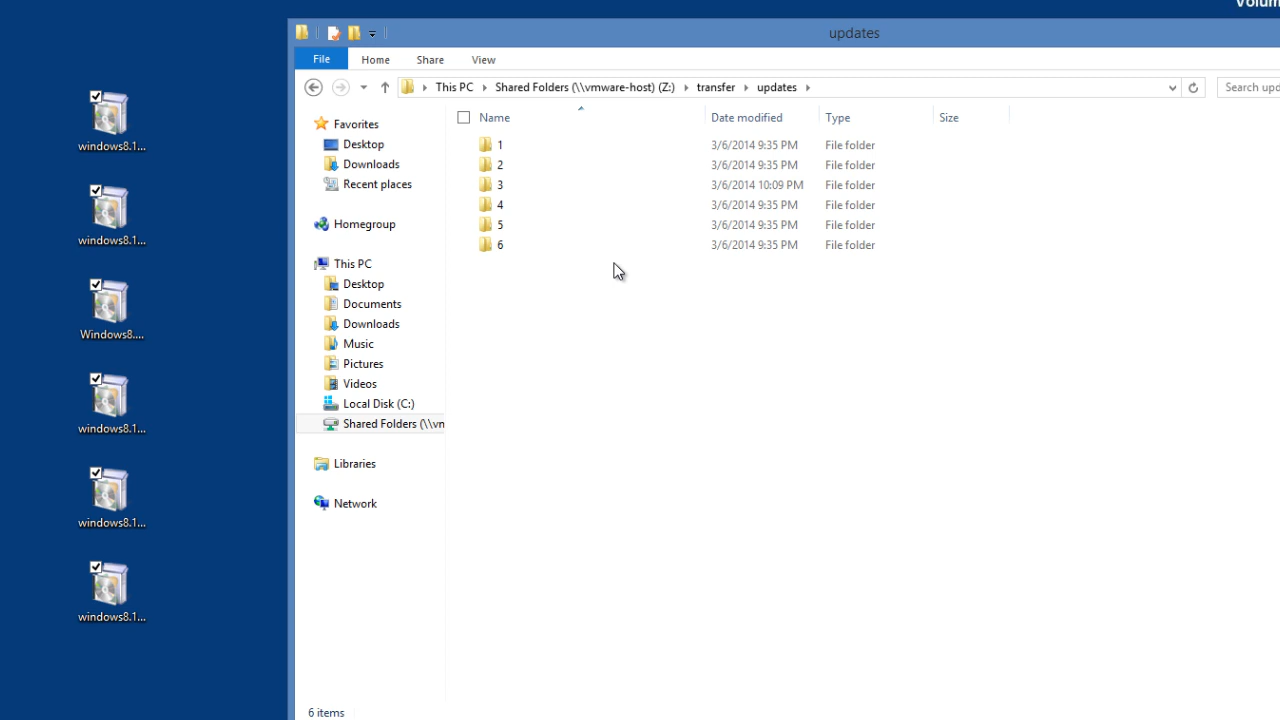 Volum
updates
File Home Share View
This PC Shared Folders (\\vmware-host) (Z:) transfer updates
Search upd
Name Date modified Type Size
1 3/6/2014 9:35 PM File folder
2 3/6/2014 9:35 PM File folder
3 3/6/2014 10:09 PM File folder
4 3/6/2014 9:35 PM File folder
5 3/6/2014 9:35 PM File folder
6 3/6/2014 9:35 PM File folder
Favorites
Desktop
Downloads
Recent places
Homegroup
This PC
Desktop
Documents
Downloads
Music
Pictures
Videos
Local Disk (C:)
Shared Folders (\\vn
Libraries
Network
6 items
windows8.1...
windows8.1...
Windows8....
windows8.1...
windows8.1...
windows8.1...